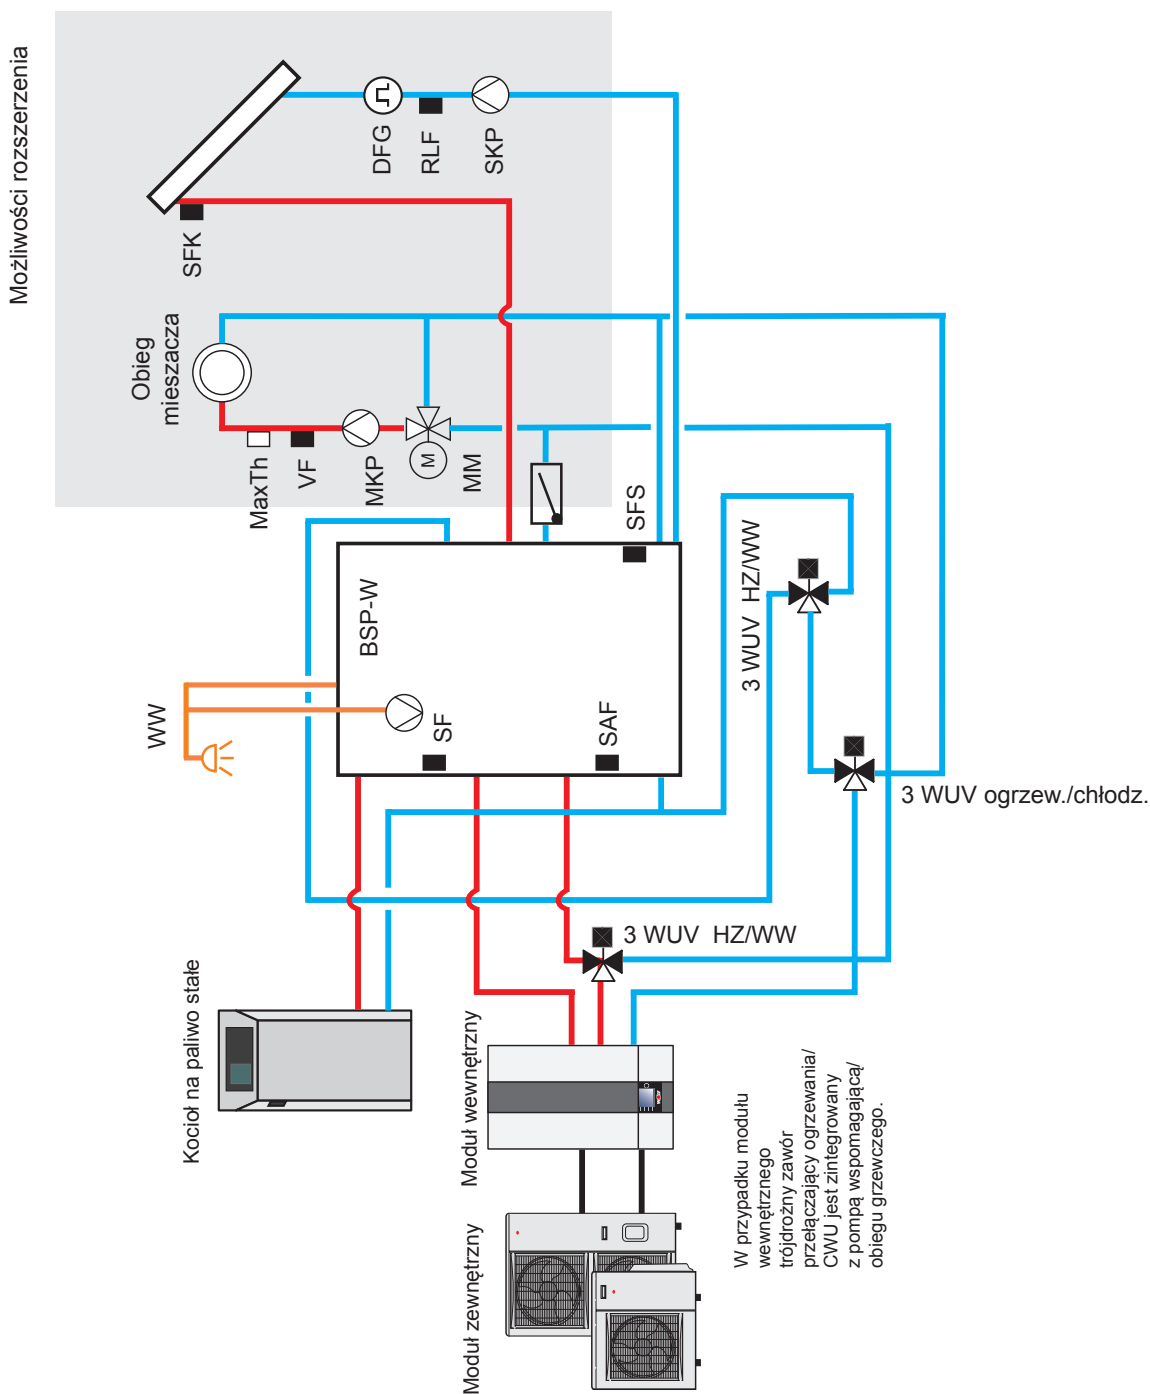 Możliwości rozszerzenia
SFK
DFG
RLF
SKP
Obieg
mieszacza
MaxTh
VF
MKP
M
MM
SFS
BSP-W
WW
SF
SAF
3 WUV HZ/WW
3 WUV ogrzew./chłodz.
3 WUV HZ/WW
Kocioł na paliwo stałe
Moduł wewnętrzny
Moduł zewnętrzny
W przypadku modułu
wewnętrznego
trójdrożny zawór
przełączający ogrzewania/
CWU jest zintegrowany
z pompą wspomagającą/
obiegu grzewczego.